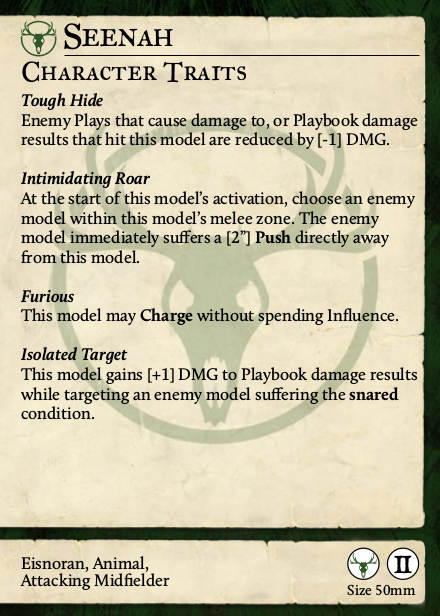 Seenah
Character Traits
Tough Hide
Enemy Plays that cause damage to, or Playbook damage
results that hit this model are reduced by [-1] DMG.
Intimidating Roar
At the start of this model's activation, choose an enemy
model within this model's melee zone. The enemy
model immediately suffers a [2"] Push directly away
from this model.
Furious
This model may Charge without spending Influence.
Isolated Target
This model gains [+1] DMG to Playbook damage results
while targeting an enemy model suffering the snared
condition.
Eisnoran, Animal,
Attacking Midfielder
II
Size 50mm